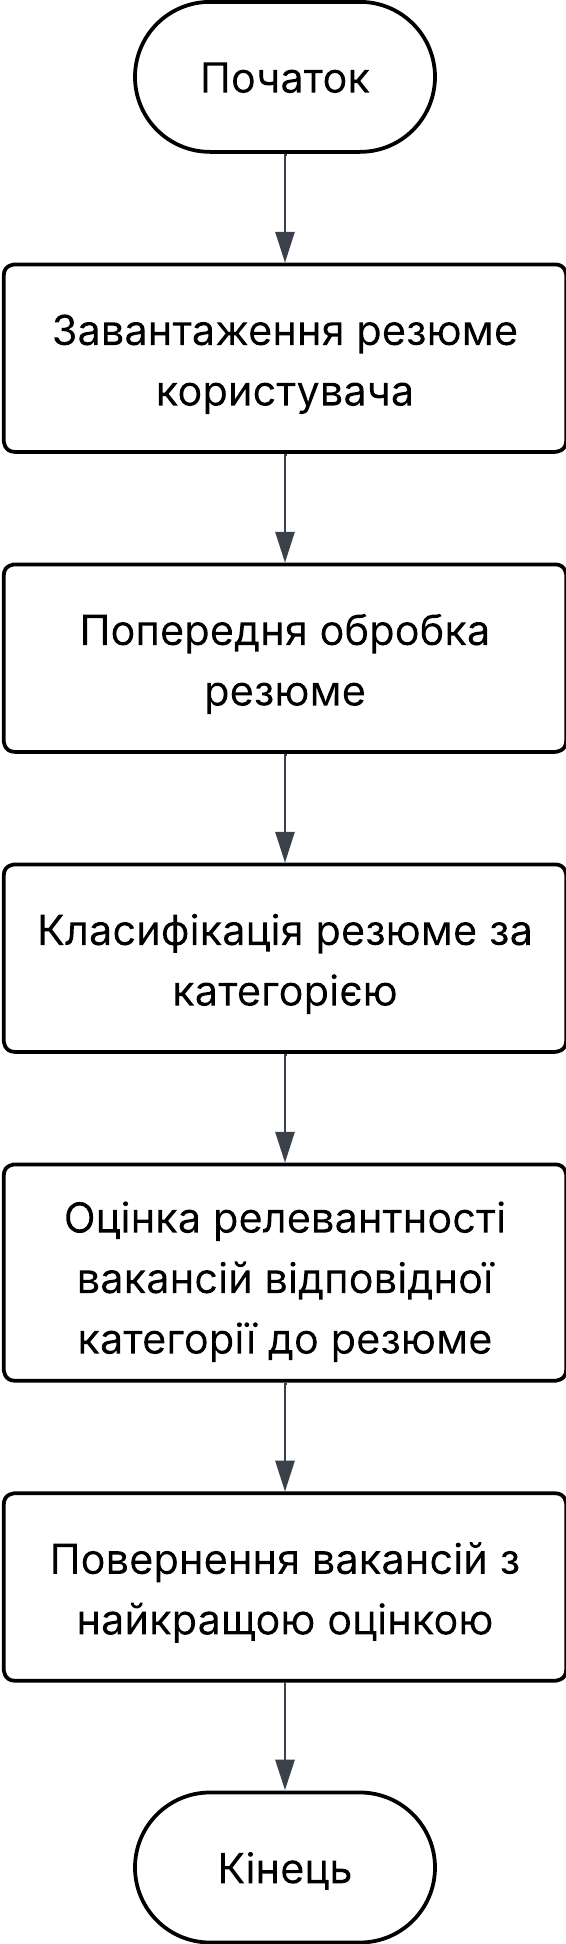 Початок
Завантаження резюме
користувача
Попередня обробка
резюме
Класифікація резюме за
категорією
Оцінка релевантності
вакансій відповідної
категорії до резюме
Повернення вакансій з
найкращою оцінкою
Кінець